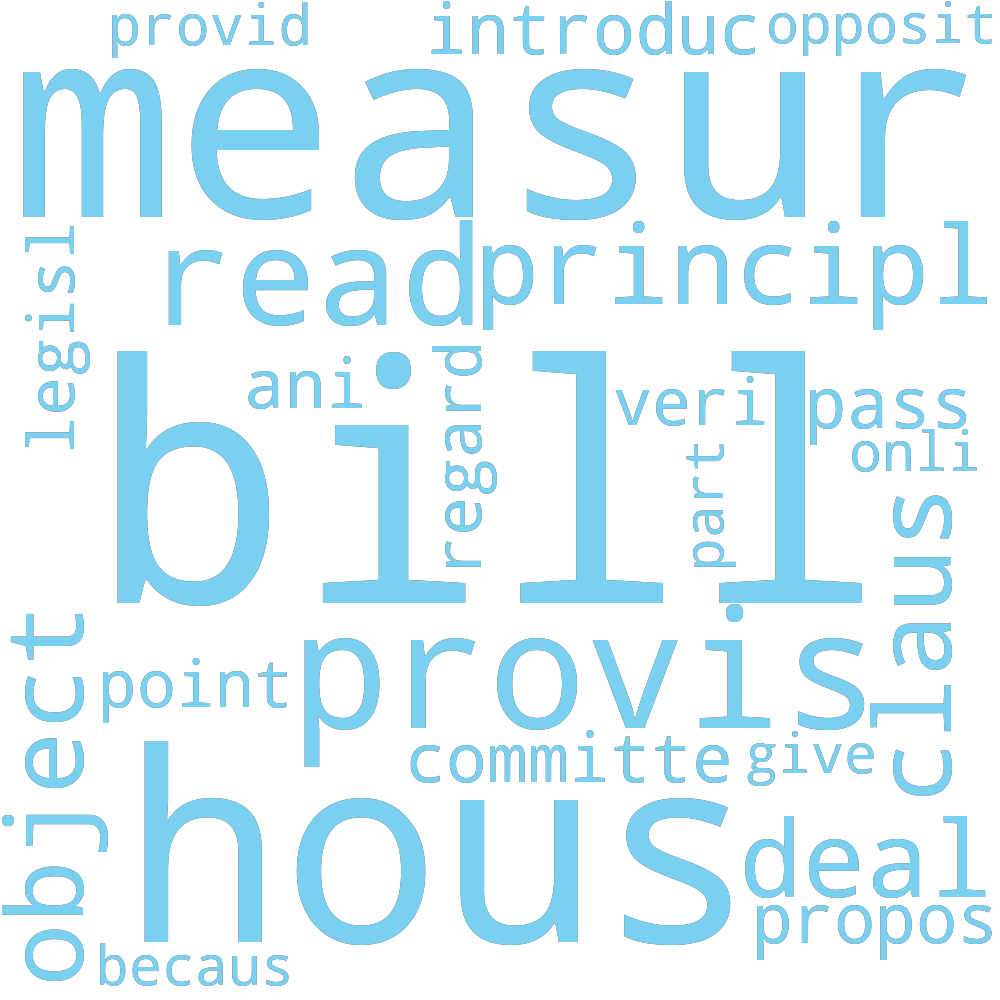 provid
introduc
opposit
measur
legisl
read
principl
bill
ani
regard
veri
pass
part
onli
claus
object
point
provis
committe
give
hous
deal
propos
becaus